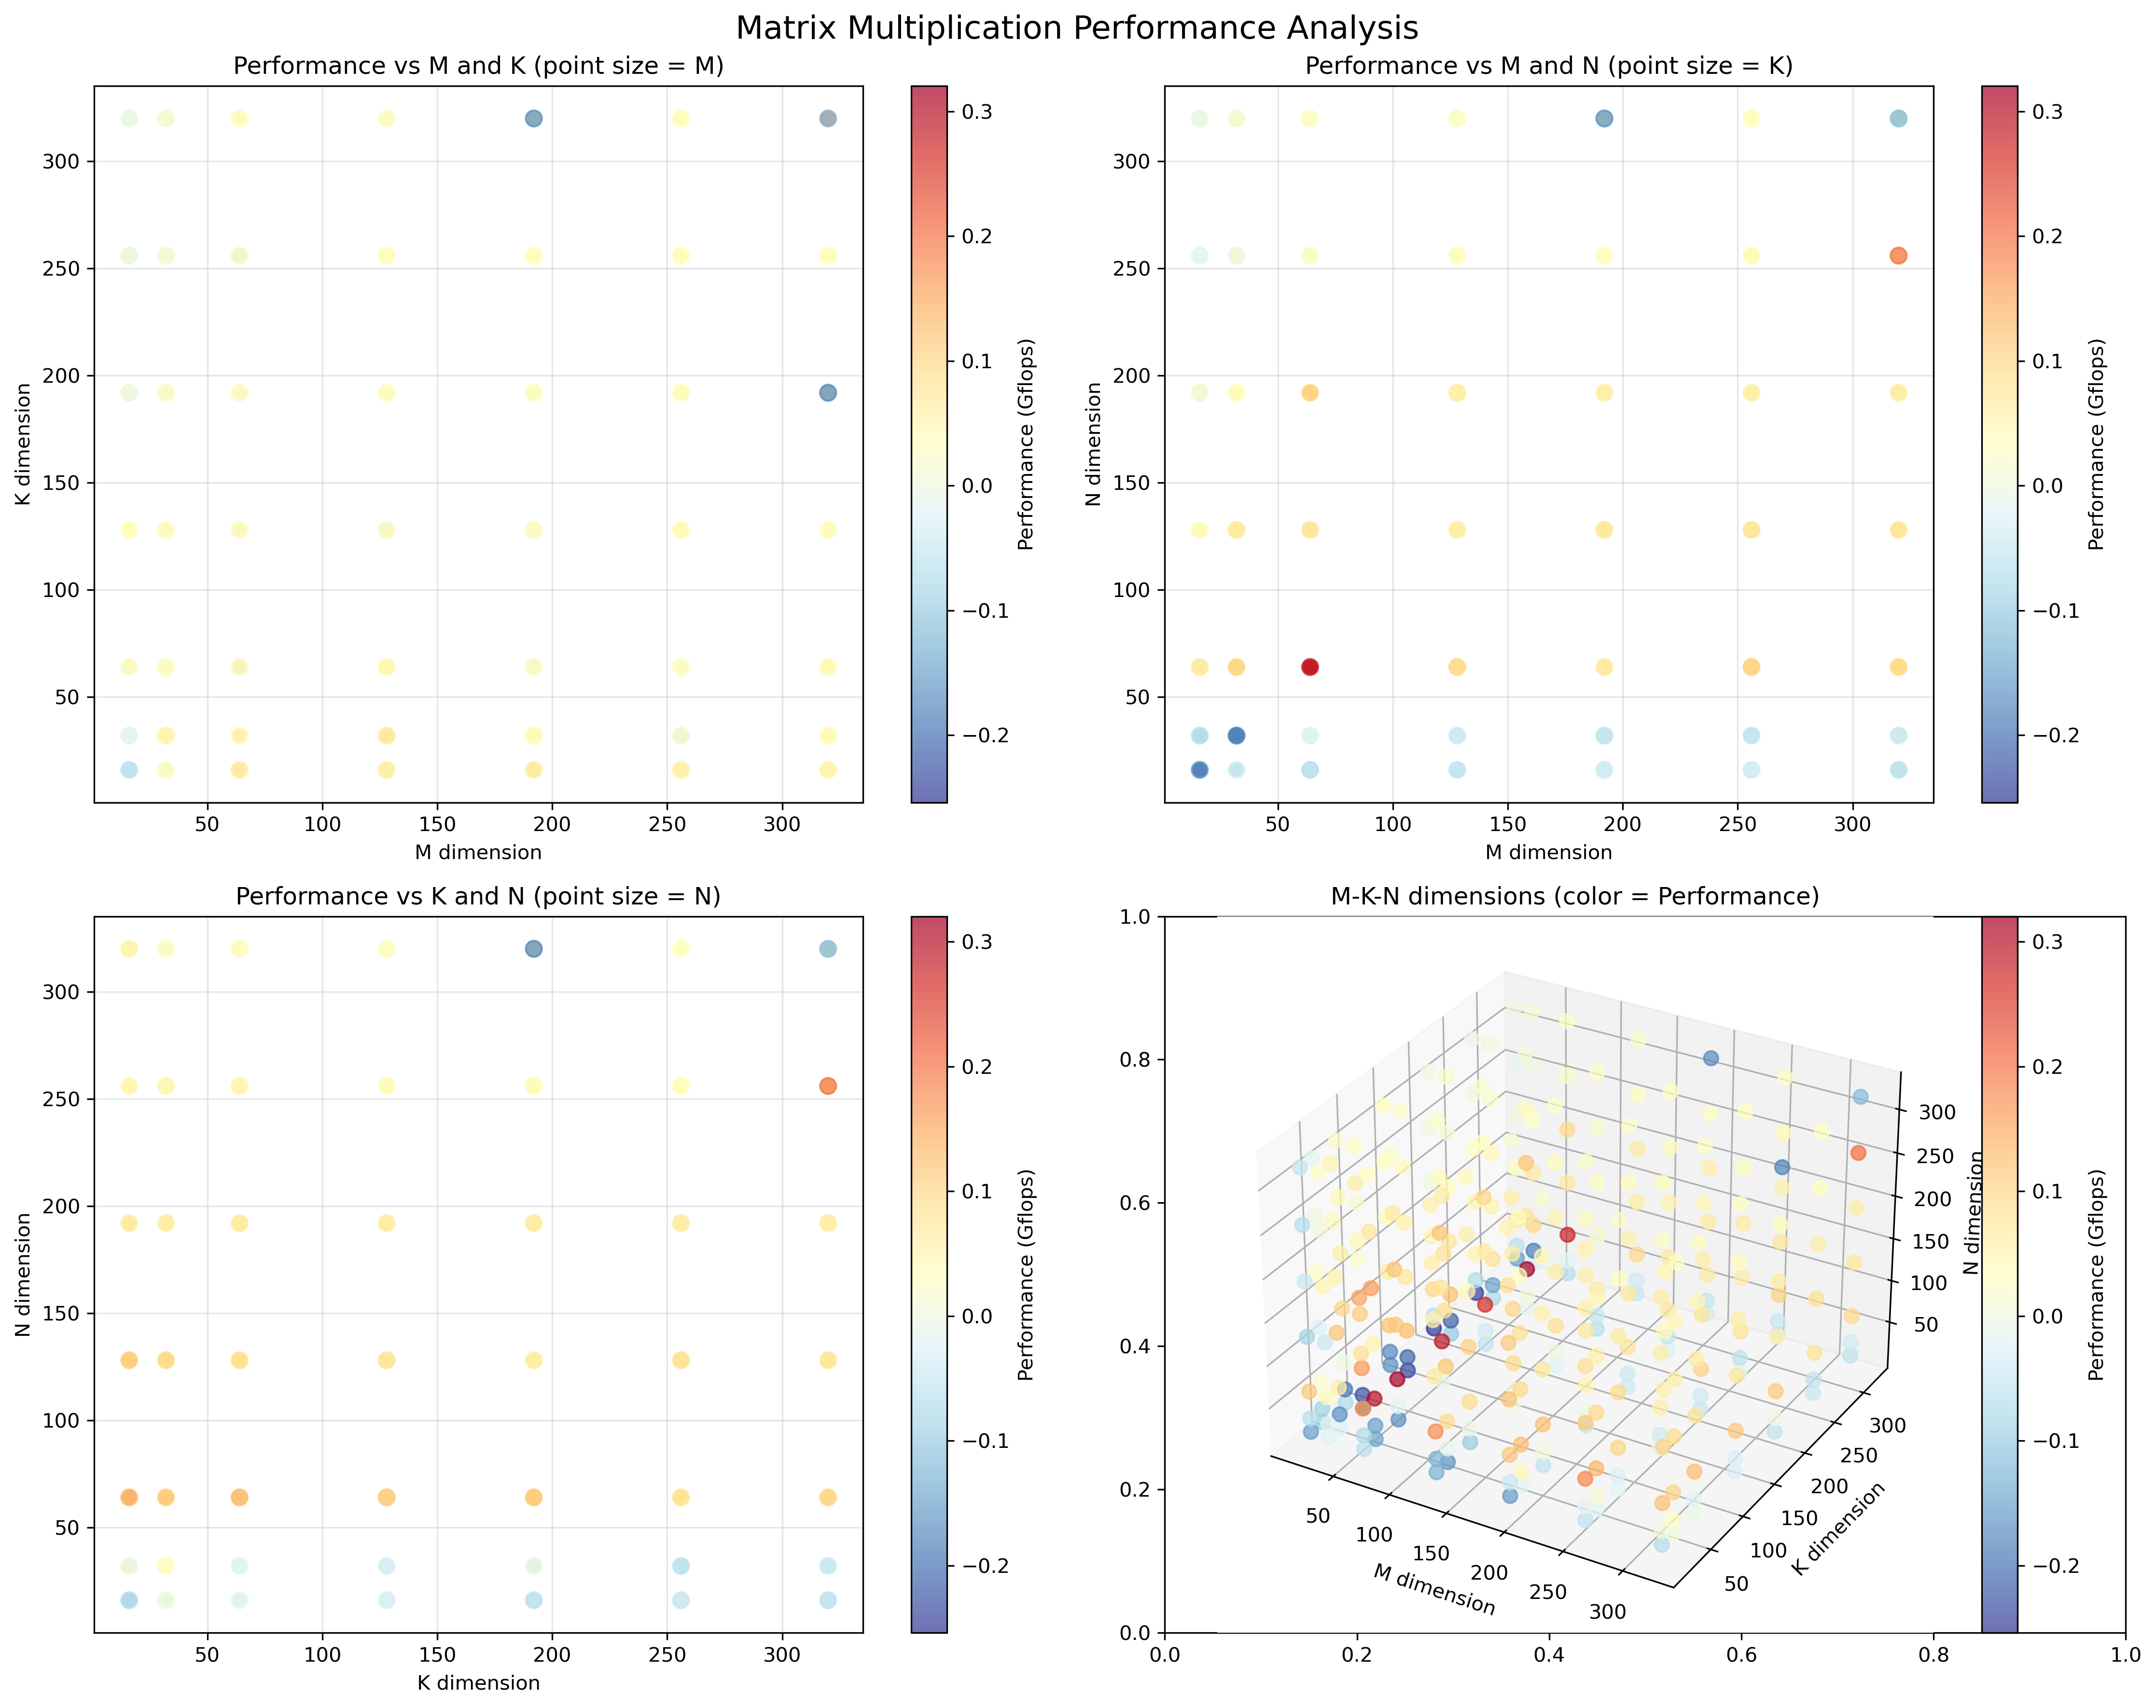 Matrix Multiplication Performance Analysis
Performance vs M and K (point size = M)
300
250
200
150
100
50
K dimension
50 100 150 200 250 300
M dimension
0.3
0.2
0.1
0.0
−0.1
−0.2
Performance (Gflops)
Performance vs M and N (point size = K)
300
250
200
150
100
50
N dimension
50 100 150 200 250 300
M dimension
0.3
0.2
0.1
0.0
−0.1
−0.2
Performance (Gflops)
Performance vs K and N (point size = N)
300
250
200
150
100
50
N dimension
50 100 150 200 250 300
K dimension
0.3
0.2
0.1
0.0
−0.1
−0.2
Performance (Gflops)
M-K-N dimensions (color = Performance)
1.0
0.8
0.6
0.4
0.2
0.0
0.0 0.2 0.4 0.6 0.8 1.0
50 100 150 200 250 300
M dimension
50 100 150 200 250 300
K dimension
300
250
200
150
100
50
N dimension
0.3
0.2
0.1
0.0
−0.1
−0.2
Performance (Gflops)